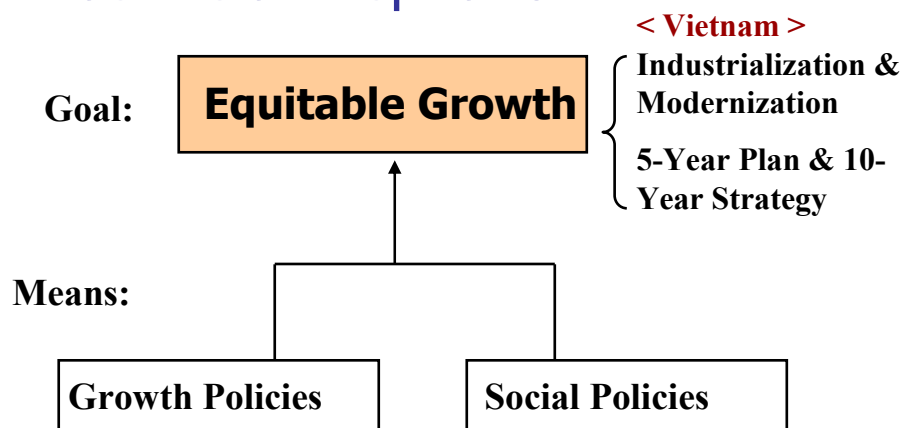 < Vietnam >
Industrialization &
Modernization
5-Year Plan & 10-
Year Strategy
Goal:
Equitable Growth
Means:
Growth Policies
Social Policies